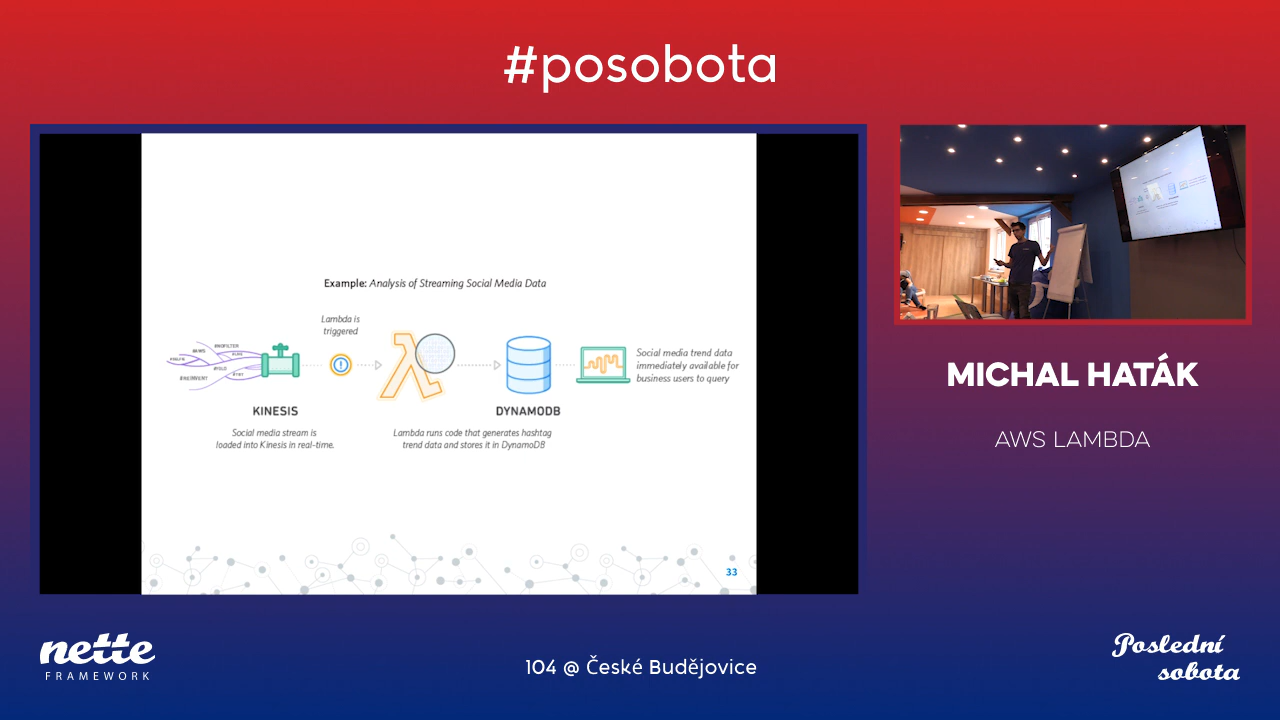 #posobota
Example: Analysis of Streaming Social Media Data
Lambda is
triggered
#AWS
#NOFILTER
KINESIS
Social media stream is
loaded into Kinesis in real-time.
Lambda runs code that generates hashtag
trend data and stores it in DynamoDB
DYNAMODB
Social media trend data
immediately available for
business users to query
33
MICHAL HATÁK
AWS LAMBDA
nette
FRAMEWORK
104 @ České Budějovice
Poslední
sobota